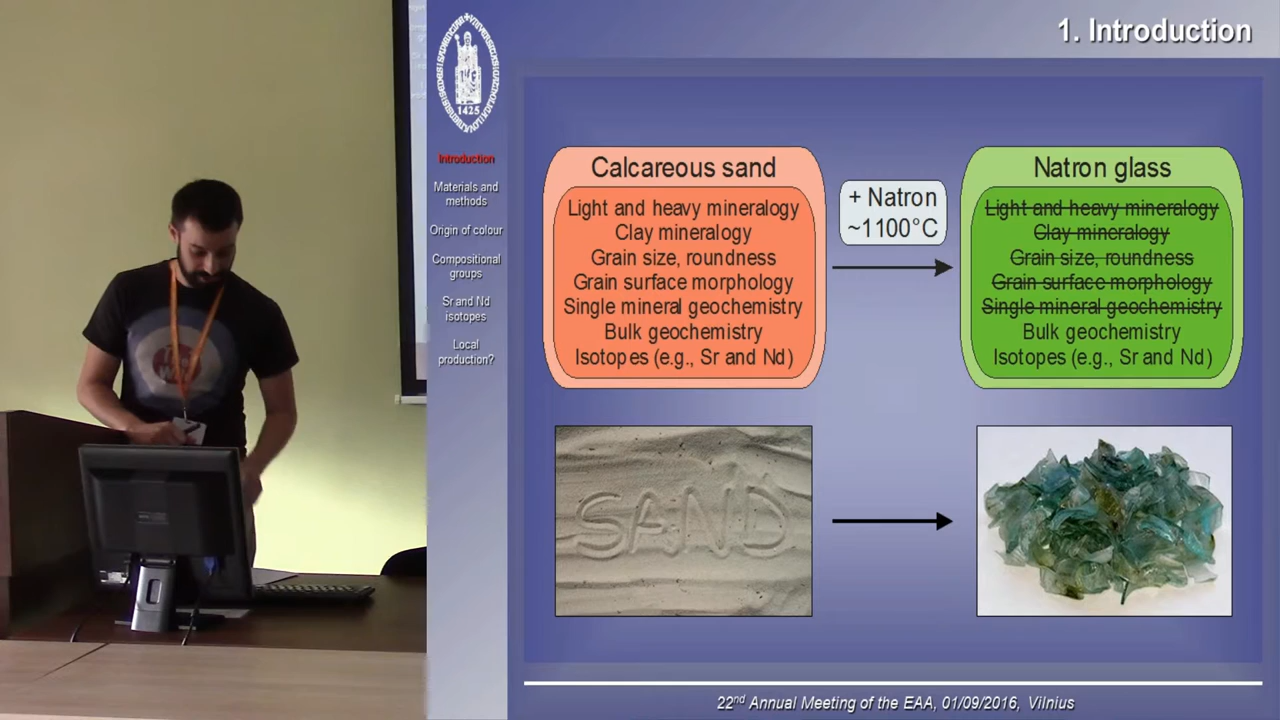 1. Introduction
1425
Introduction
Materials and
methods
Origin of colour
Compositional
groups
Sr and Nd
isotopes
Local
production?
Calcareous sand
Light and heavy mineralogy
Clay mineralogy
Grain size, roundness
Grain surface morphology
Single mineral geochemistry
Bulk geochemistry
Isotopes (e.g., Sr and Nd)
+ Natron
~1100°C
Natron glass
Light and heavy mineralogy
Clay mineralogy
Grain size, roundness
Grain surface morphology
Single mineral geochemistry
Bulk geochemistry
Isotopes (e.g., Sr and Nd)
SAND
22nd Annual Meeting of the EAA, 01/09/2016, Vilnius